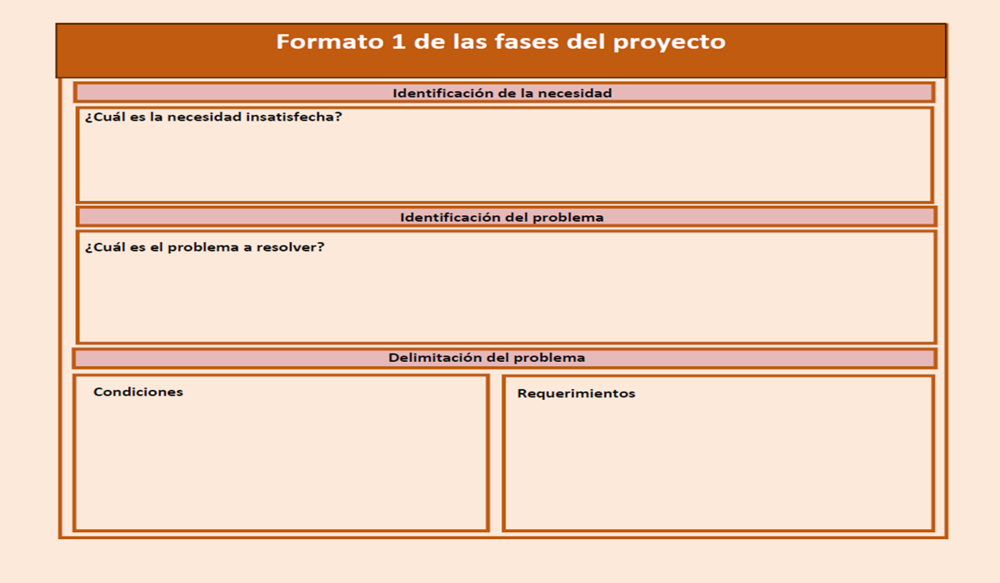 Formato 1 de las fases del proyecto
Identificación de la necesidad
¿Cuál es la necesidad insatisfecha?
Identificación del problema
¿Cuál es el problema a resolver?
Delimitación del problema
Condiciones
Requerimientos